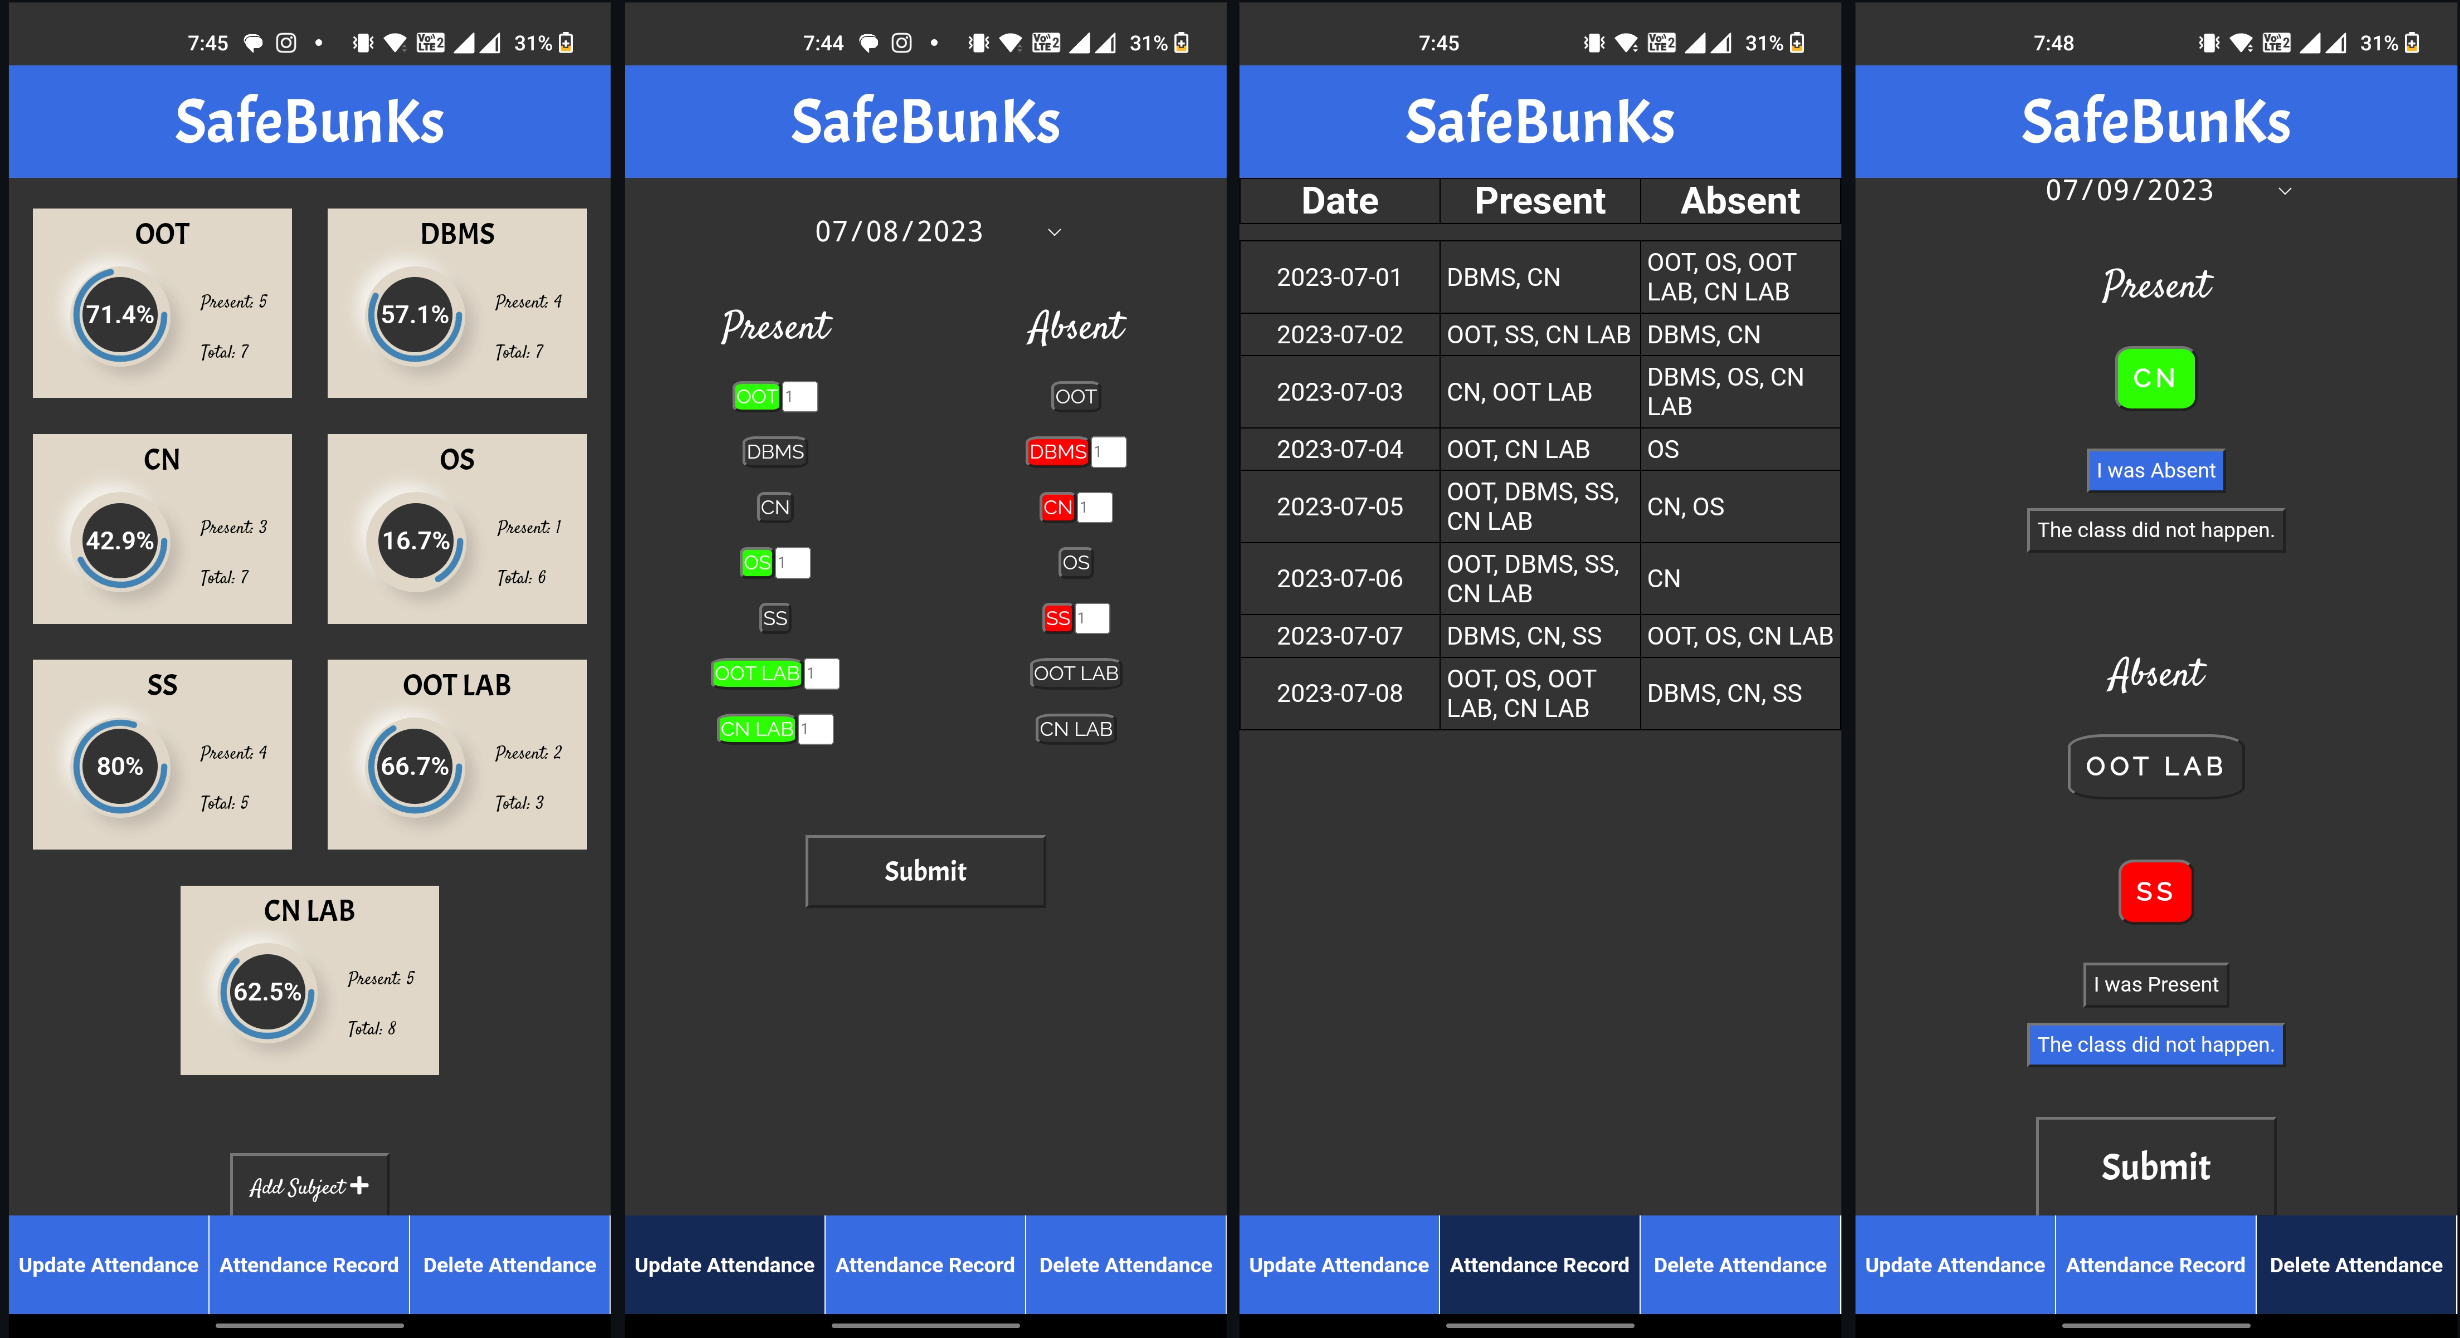 7:45
Vo)) LTE2
31%
SafeBunKs
OOT
71.4%
Present: 5
Total: 7
DBMS
57.1%
Present: 4
Total: 7
CN
42.9%
Present: 3
Total: 7
OS
16.7%
Present: 1
Total: 6
SS
80%
Present: 4
Total: 5
OOT LAB
66.7%
Present: 2
Total: 3
CN LAB
62.5%
Present: 5
Total: 8
Add Subject +
Update Attendance
Attendance Record
Delete Attendance
7:44
Vo)) LTE2
31%
SafeBunKs
07/08/2023
Present
Absent
OOT 1
OOT
DBMS
DBMS 1
CN
CN 1
OS 1
OS
SS
SS 1
OOT LAB 1
OOT LAB
CN LAB 1
CN LAB
Submit
Update Attendance
Attendance Record
Delete Attendance
7:45
Vo)) LTE2
31%
SafeBunKs
Date
Present
Absent
2023-07-01
DBMS, CN
OOT, OS, OOT
LAB, CN LAB
2023-07-02
OOT, SS, CN LAB
DBMS, CN
2023-07-03
CN, OOT LAB
DBMS, OS, CN
LAB
2023-07-04
OOT, CN LAB
OS
2023-07-05
OOT, DBMS, SS,
CN LAB
CN, OS
2023-07-06
OOT, DBMS, SS,
CN LAB
CN
2023-07-07
DBMS, CN, SS
OOT, OS, CN LAB
2023-07-08
OOT, OS, OOT
LAB, CN LAB
DBMS, CN, SS
Update Attendance
Attendance Record
Delete Attendance
7:48
Vo)) LTE2
31%
SafeBunKs
07/09/2023
Present
CN
I was Absent
The class did not happen.
Absent
OOT LAB
SS
I was Present
The class did not happen.
Submit
Update Attendance
Attendance Record
Delete Attendance